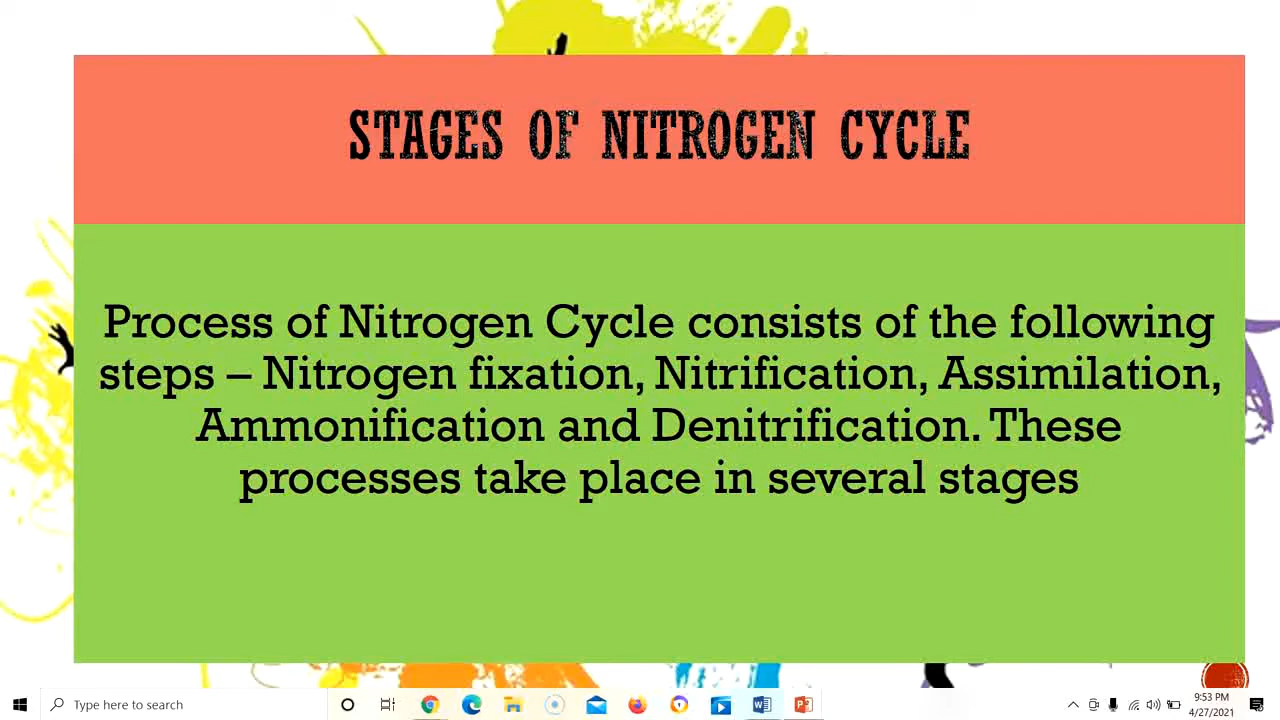 STAGES OF NITROGEN CYCLE
Process of Nitrogen Cycle consists of the following
steps – Nitrogen fixation, Nitrification, Assimilation,
Ammonification and Denitrification. These
processes take place in several stages
Type here to search
9:53 PM
4/27/2021